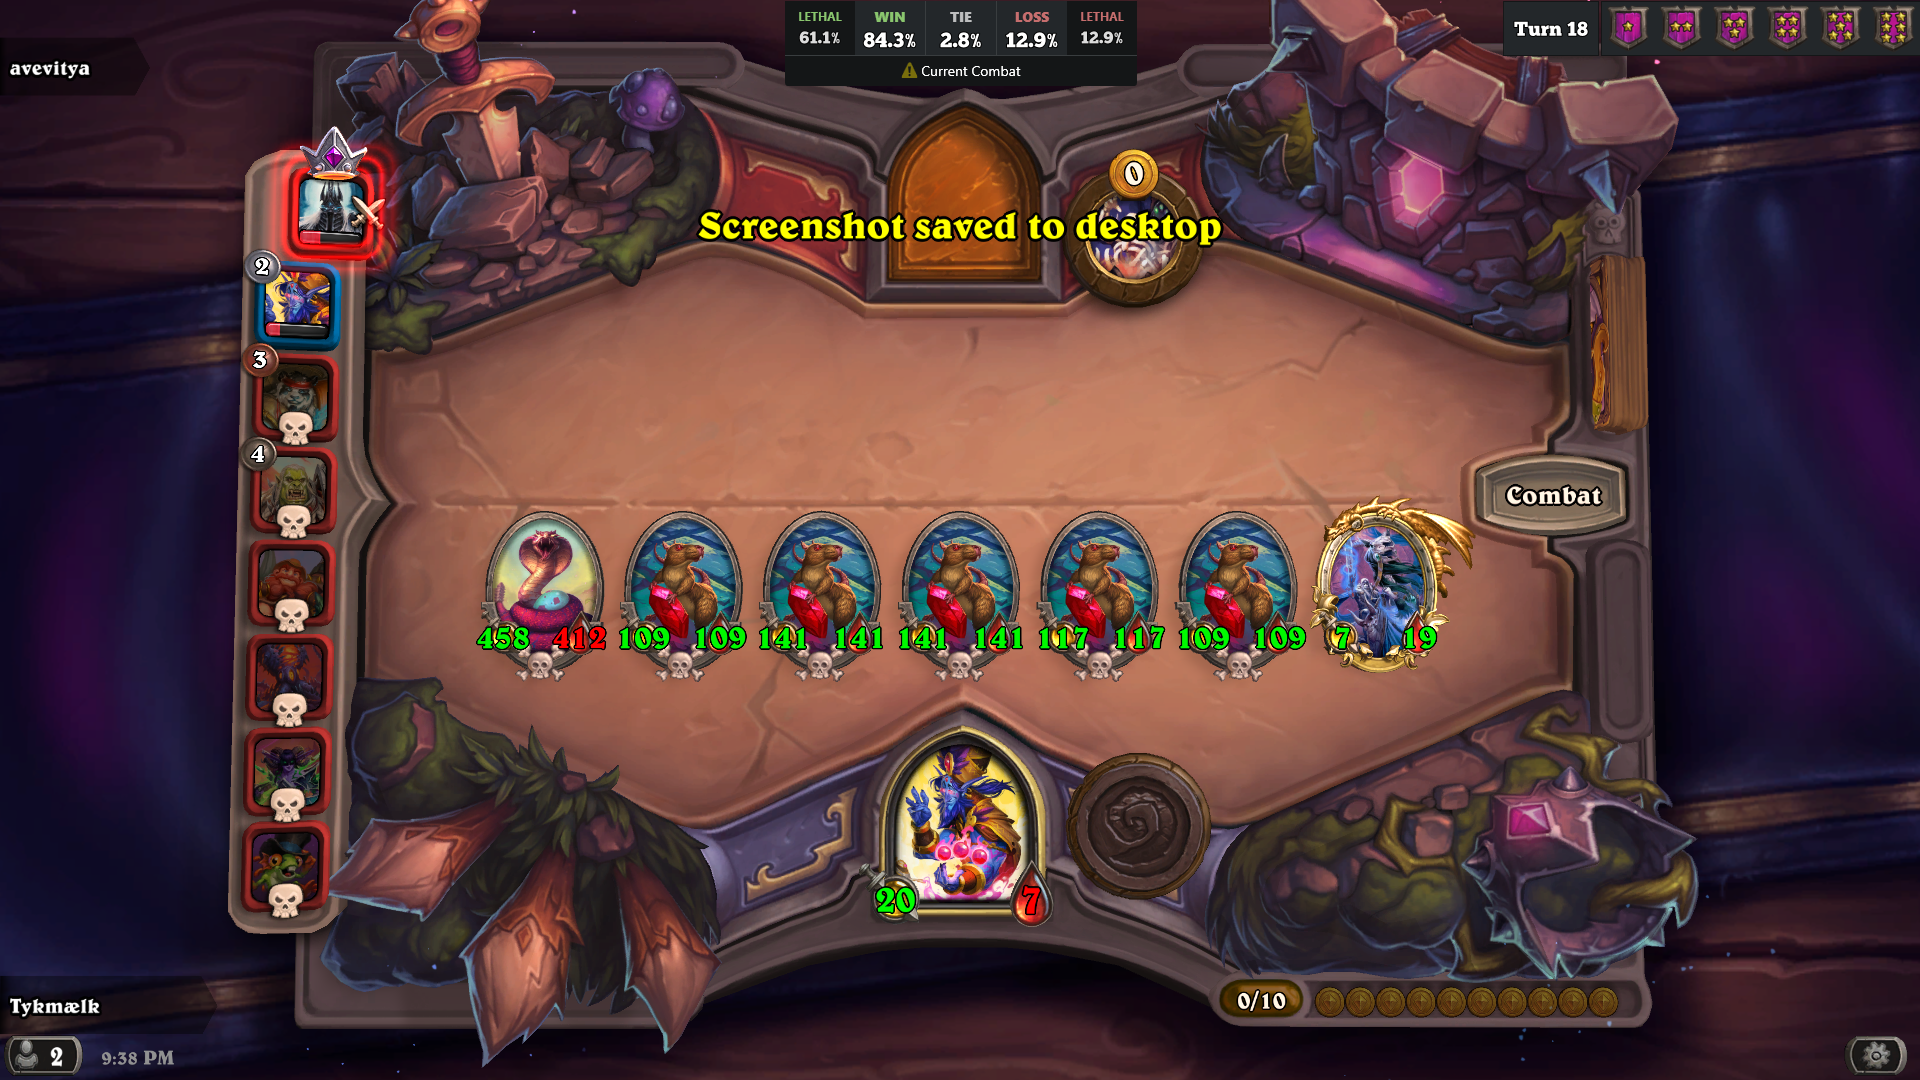 LETHAL WIN TIE LOSS LETHAL
61.1% 84.3% 2.8% 12.9% 12.9%
Current Combat
Turn 18
avevitya
0
Screenshot saved to desktop
2
3
4
Combat
458 412 109 109 141 141 141 141 117 117 109 109 7 19
20 7
0/10
Tykmælk
2 9:38 PM